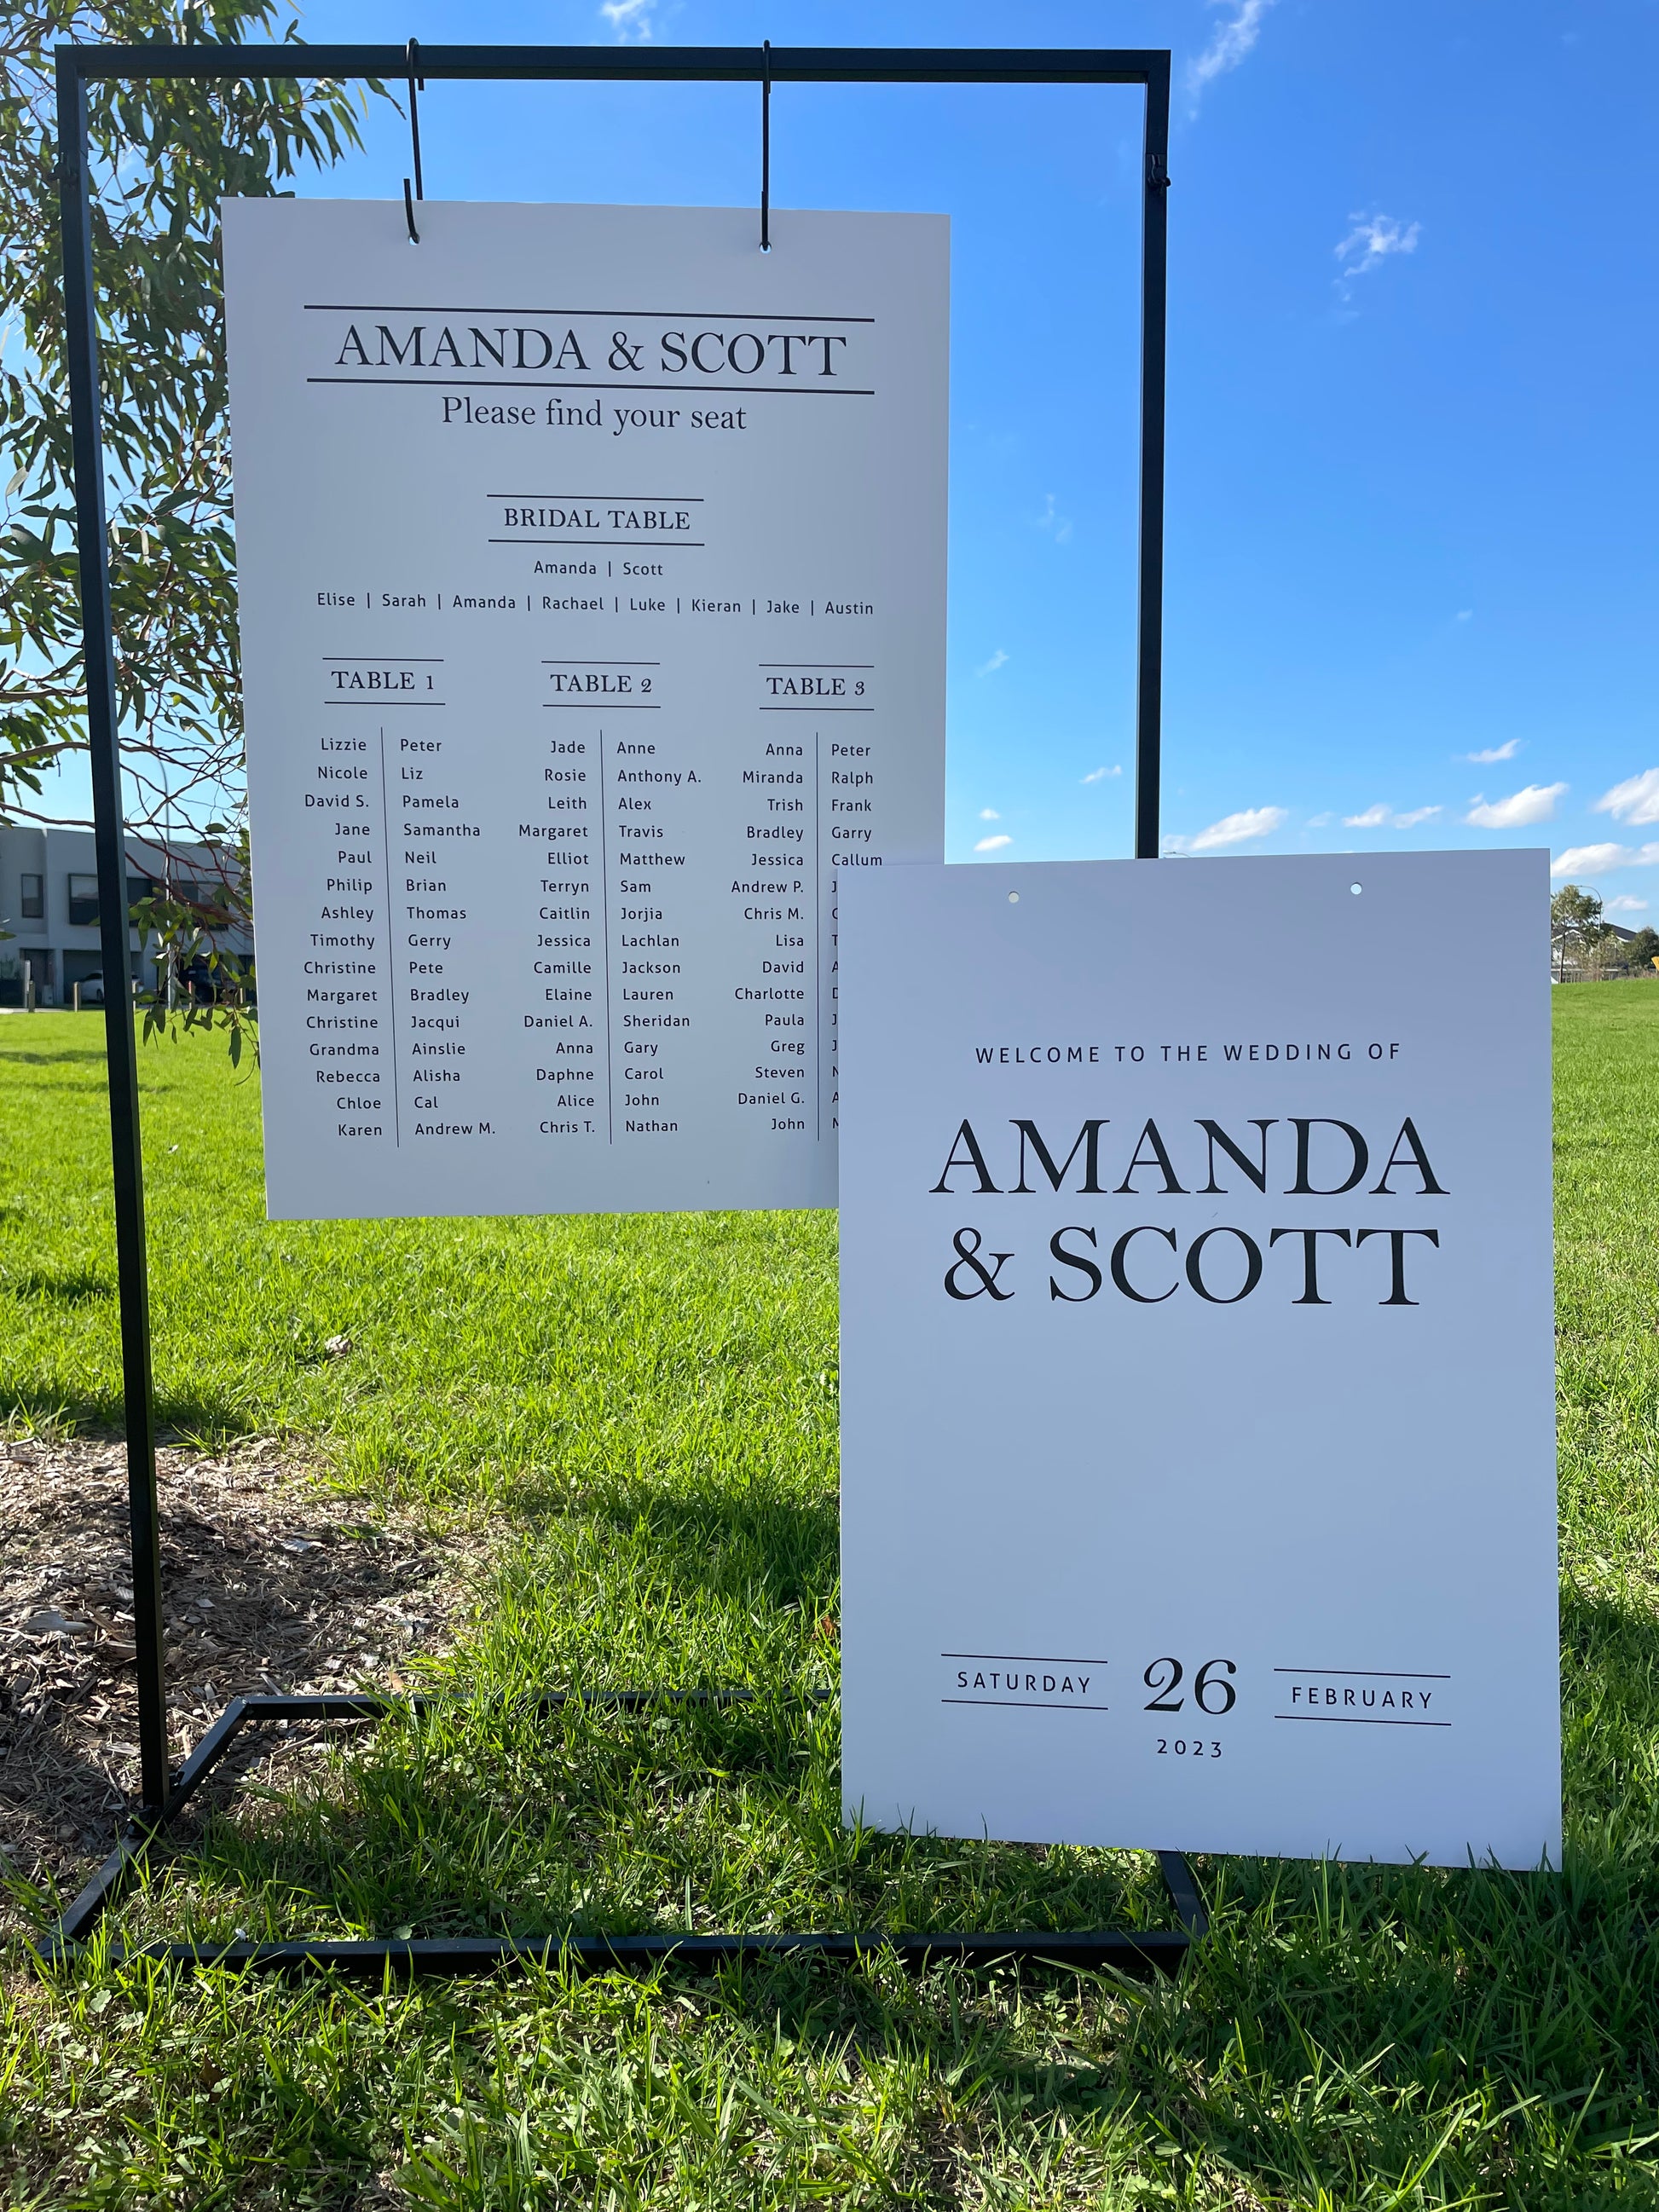 AMANDA & SCOTT
Please find your seat
BRIDAL TABLE
Amanda | Scott
Elise | Sarah | Amanda | Rachael | Luke | Kieran | Jake | Austin
TABLE 1
Lizzie Peter
Nicole Liz
David S. Pamela
Jane Samantha
Paul Neil
Philip Brian
Ashley Thomas
Timothy Gerry
Christine Pete
Margaret Bradley
Christine Jacqui
Grandma Ainslie
Rebecca Alisha
Chloe Cal
Karen Andrew M.
TABLE 2
Jade Anne
Rosie Anthony A.
Leith Alex
Margaret Travis
Elliot Matthew
Terryn Sam
Caitlin Jorjia
Jessica Lachlan
Camille Jackson
Elaine Lauren
Daniel A. Sheridan
Anna Gary
Daphne Carol
Alice John
Chris T. Nathan
TABLE 3
Anna Peter
Miranda Ralph
Trish Frank
Bradley Garry
Jessica Callum
Andrew P.
Chris M.
Lisa
David
Charlotte
Paula
Greg
Steven
Daniel G.
John
WELCOME TO THE WEDDING OF
AMANDA
& SCOTT
SATURDAY 26 FEBRUARY
2023